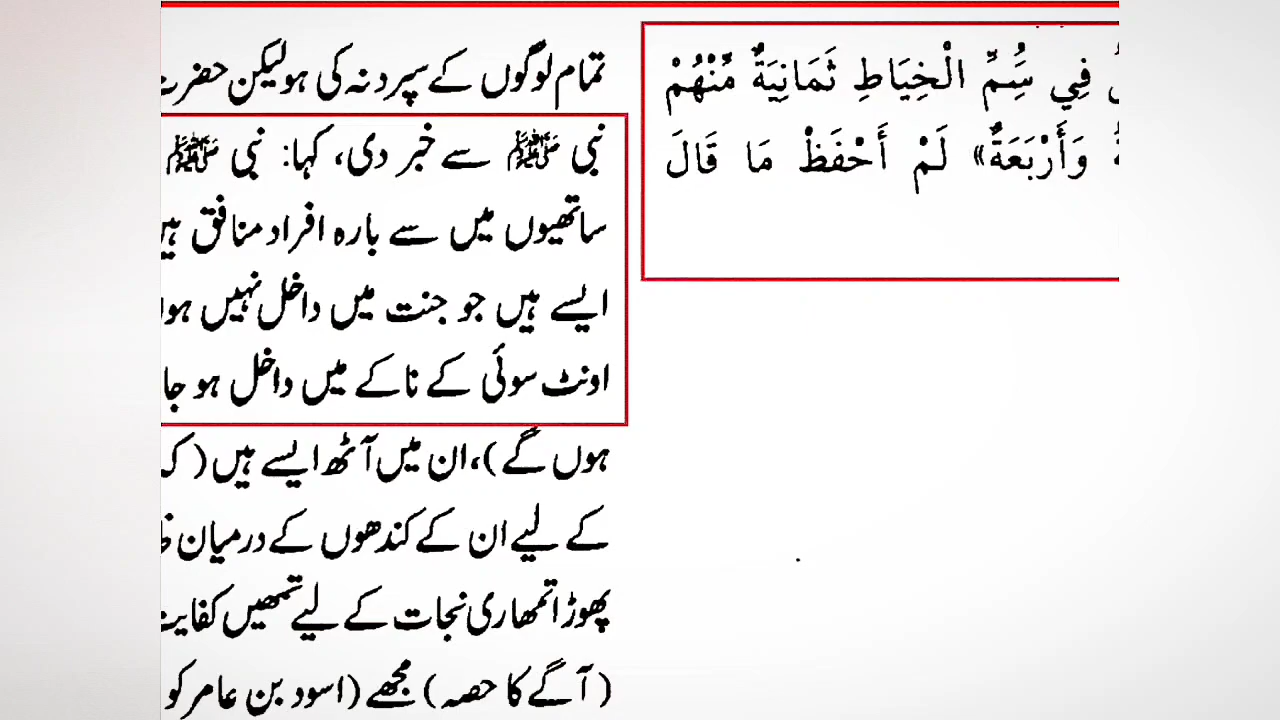 فِي سُمِّ الْخِيَاطِ ثَمَانِيَةٌ مِّنْهُمْ
وَأَرْبَعَةٌ» لَمْ أَحْفَظْ مَا قَالَ
تمام لوگوں کے سپرد نہ کی ہو لیکن حضرت
نبی ﷺ سے خبر دی، کہا: نبی ﷺ
ساتھیوں میں سے بارہ افراد منافق ہیں
ایسے ہیں جو جنت میں داخل نہیں ہوں
اونٹ سوئی کے ناکے میں داخل ہو جا
ہوں گے)، ان میں آٹھ ایسے ہیں (کہ
کے لیے ان کے کندھوں کے درمیان
پھوڑا تمھاری نجات کے لیے تمھیں کفایت
(آگے کا حصہ) مجھے (اسود بن عامر کو